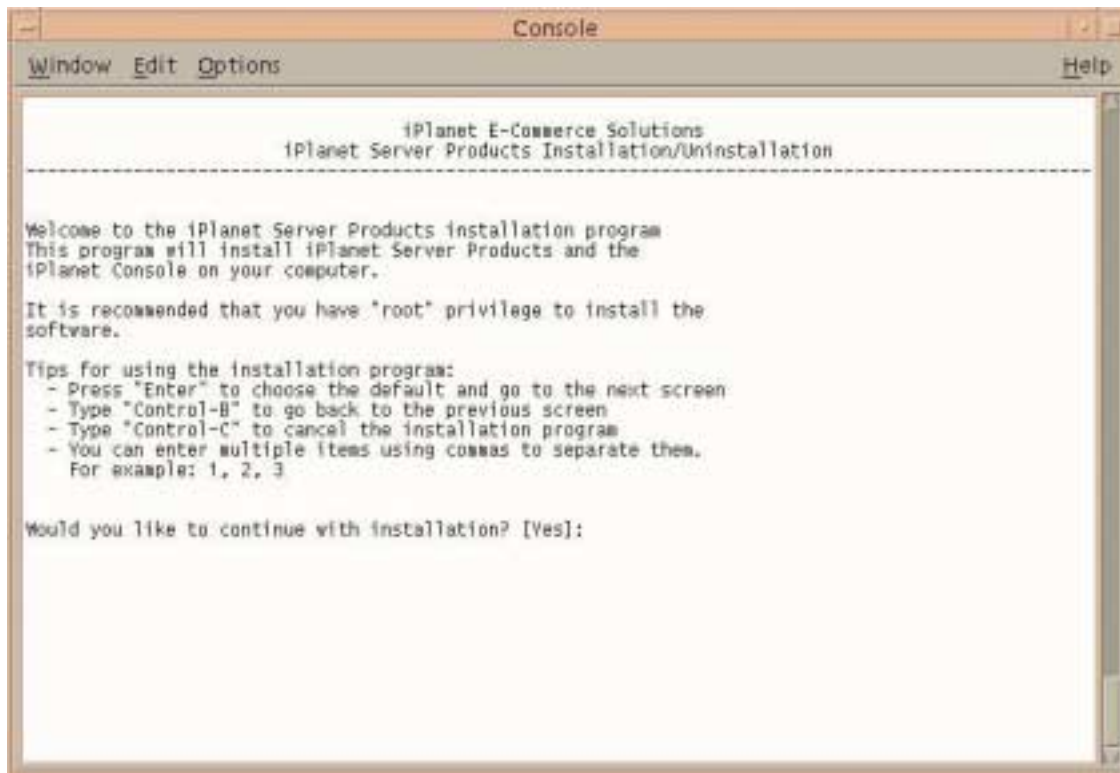 Console
Window Edit Options Help
iPlanet E-Commerce Solutions
iPlanet Server Products Installation/Uninstallation
--------------------------------------------------------------------------------
Welcome to the iPlanet Server Products installation program
This program will install iPlanet Server Products and the
iPlanet Console on your computer.
It is recommended that you have "root" privilege to install the
software.
Tips for using the installation program:
- Press "Enter" to choose the default and go to the next screen
- Type "Control-B" to go back to the previous screen
- Type "Control-C" to cancel the installation program
- You can enter multiple items using commas to separate them.
For example: 1, 2, 3
Would you like to continue with installation? [Yes]: